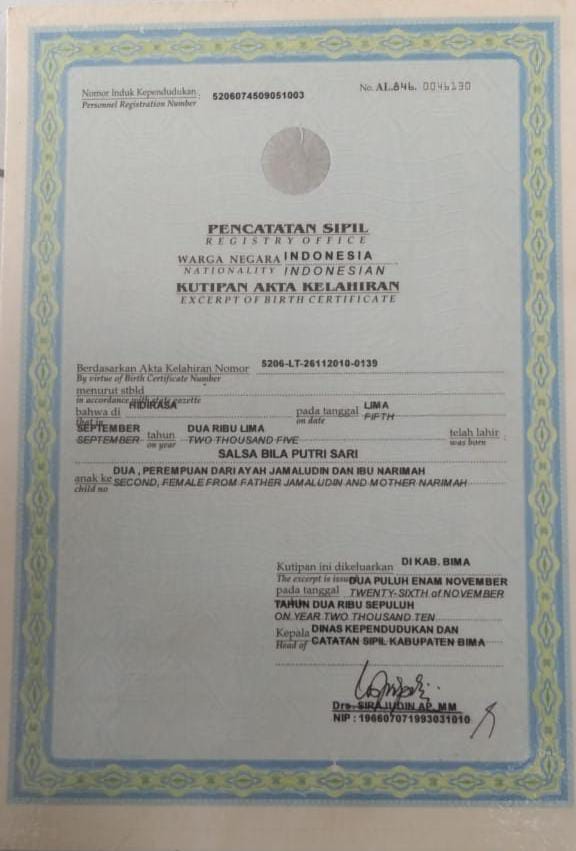 Nomor Induk Kependudukan : 5206074509051003
Personnel Registration Number
No. AL.846. 0046130
PENCATATAN SIPIL
REGISTRY OFFICE
WARGA NEGARA INDONESIA
NATIONALITY INDONESIAN
KUTIPAN AKTA KELAHIRAN
EXCERPT OF BIRTH CERTIFICATE
Berdasarkan Akta Kelahiran Nomor 5206-LT-26112010-0139
By virtue of Birth Certificate Number
menurut stbld
in accordance with state gazette
bahwa di RIDIRASA pada tanggal LIMA
that in on date FIFTH
SEPTEMBER tahun DUA RIBU LIMA telah lahir :
SEPTEMBER on year TWO THOUSAND FIVE was born
SALSA BILA PUTRI SARI
anak ke DUA , PEREMPUAN DARI AYAH JAMALUDIN DAN IBU NARIMAH
child no SECOND, FEMALE FROM FATHER JAMALUDIN AND MOTHER NARIMAH
Kutipan ini dikeluarkan DI KAB. BIMA
The excerpt is issued
pada tanggal DUA PULUH ENAM NOVEMBER
TWENTY-SIXTH of NOVEMBER
TAHUN DUA RIBU SEPULUH
ON YEAR TWO THOUSAND TEN
Kepala DINAS KEPENDUDUKAN DAN
Head of CATATAN SIPIL KABUPATEN BIMA
Drs. SIRAJUDIN AP, MM
NIP : 196607071993031010